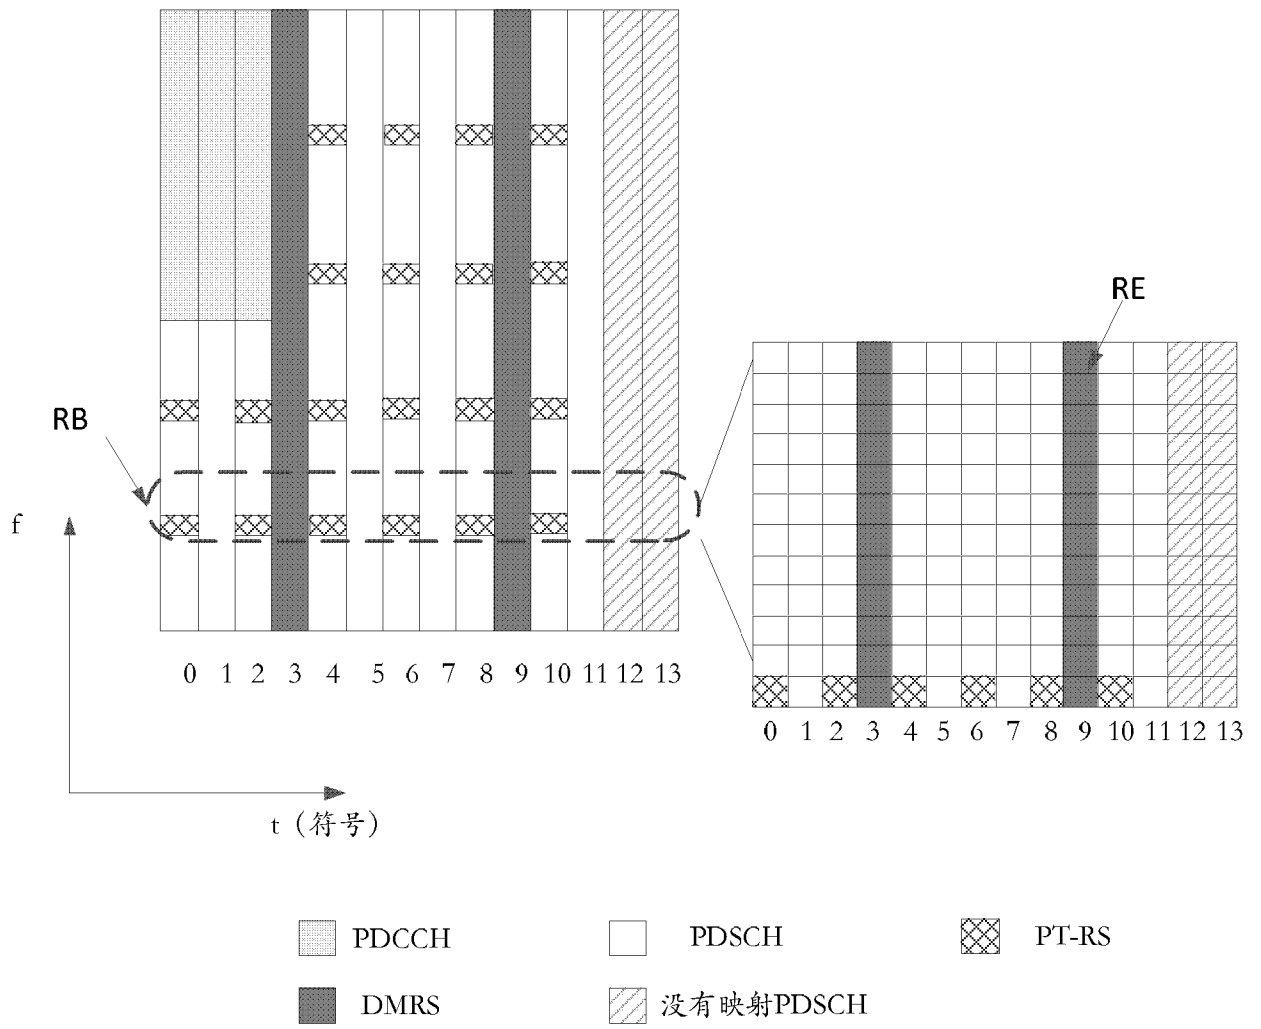 RE
RB
f
0 1 2 3 4 5 6 7 8 9 10 11 12 13
0 1 2 3 4 5 6 7 8 9 10 11 12 13
t (符号)
PDCCH PDSCH PT-RS
DMRS 没有映射PDSCH